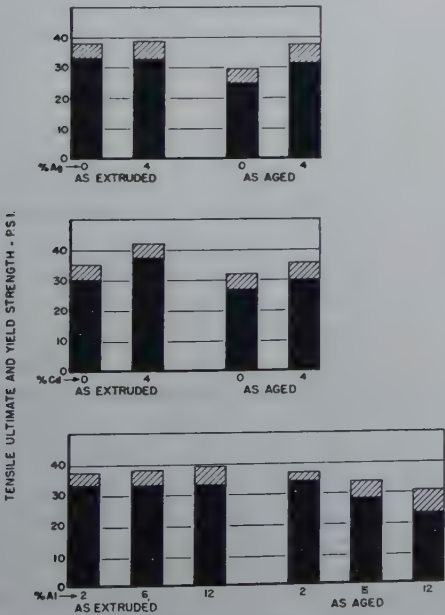 TENSILE ULTIMATE AND YIELD STRENGTH - P.S.I.
40
30
20
10
0
%Ag→0 4 0 4
AS EXTRUDED AS AGED
40
30
20
10
0
%Cd→0 4 0 4
AS EXTRUDED AS AGED
40
30
20
10
0
%Al→2 6 12 2 12
AS EXTRUDED AS AGED